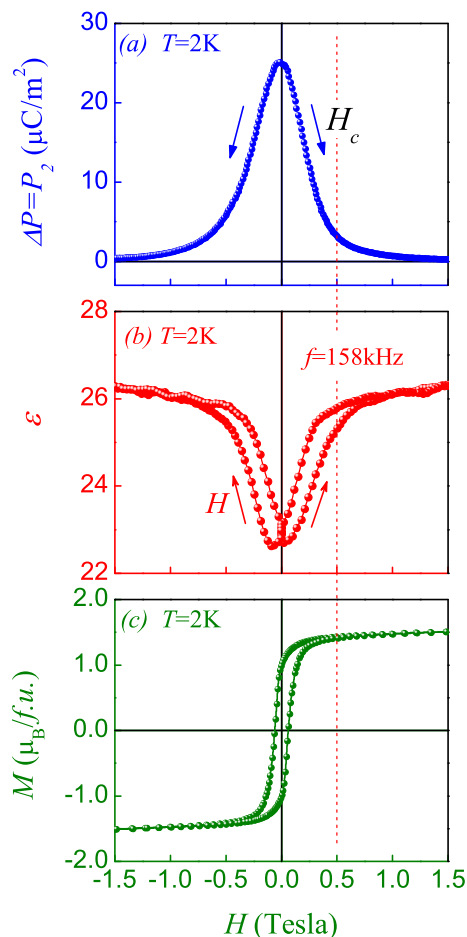 (a) T=2K
30
20
10
0
ΔP=P₂ (μC/m²)
H_c
(b) T=2K
f=158kHz
28
26
24
22
ε
H
(c) T=2K
2.0
1.0
0.0
-1.0
-2.0
M (μ_B/f.u.)
-1.5 -1.0 -0.5 0.0 0.5 1.0 1.5
H (Tesla)